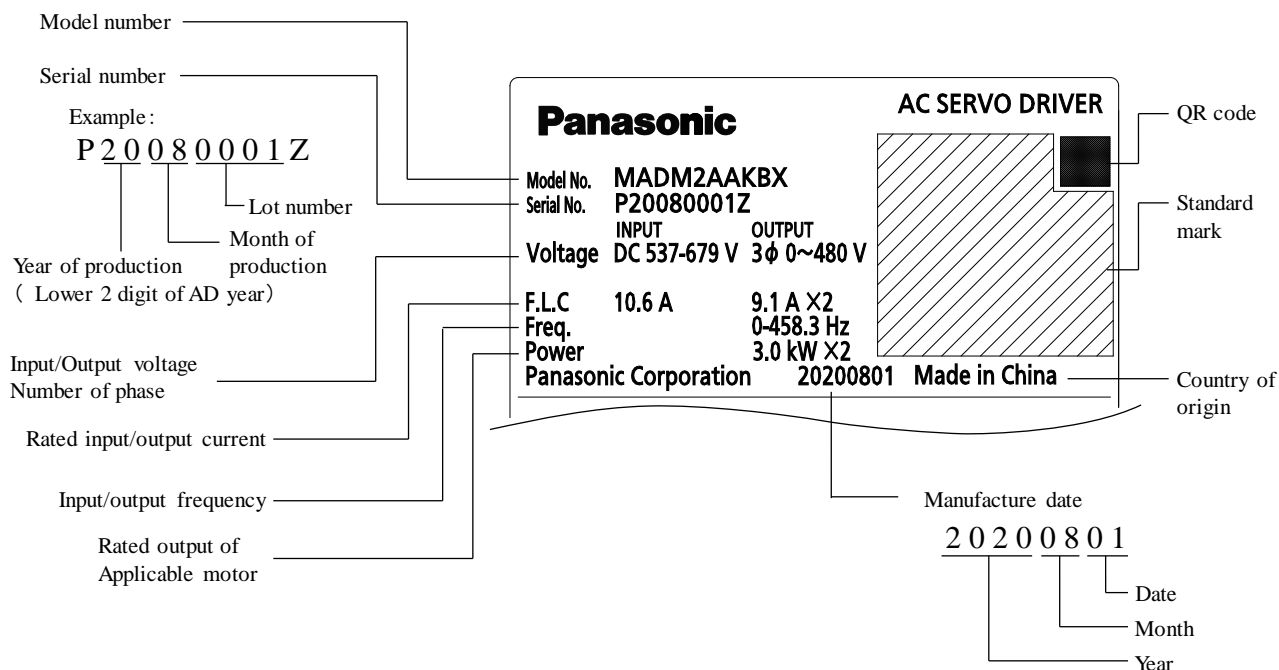 Model number
Serial number
Example:
P20080001Z
Lot number
Month of
production
Year of production
( Lower 2 digit of AD year)
Input/Output voltage
Number of phase
Rated input/output current
Input/output frequency
Rated output of
Applicable motor
Panasonic
AC SERVO DRIVER
Model No. MADM2AAKBX
Serial No. P20080001Z
INPUT OUTPUT
Voltage DC 537-679 V 3ϕ 0~480 V
F.L.C 10.6 A 9.1 A ×2
Freq. 0-458.3 Hz
Power 3.0 kW ×2
Panasonic Corporation 20200801 Made in China
QR code
Standard
mark
Country of
origin
Manufacture date
20200801
Date
Month
Year